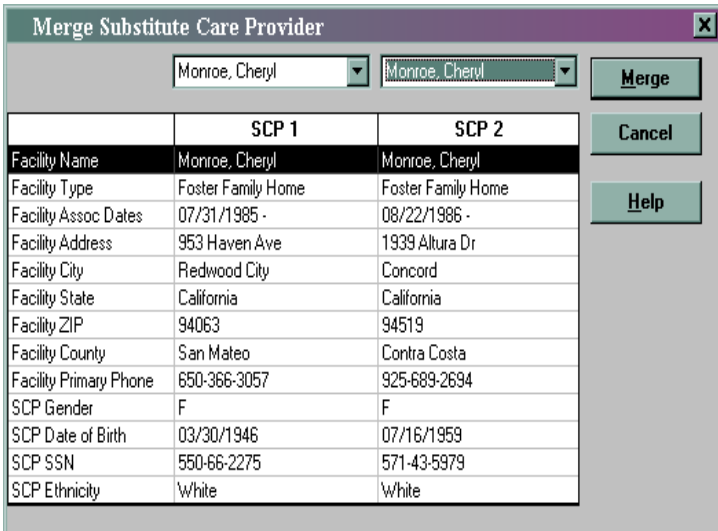 Merge Substitute Care Provider
Monroe, Cheryl Monroe, Cheryl
Merge
SCP 1 SCP 2
Cancel
Facility Name Monroe, Cheryl Monroe, Cheryl
Facility Type Foster Family Home Foster Family Home
Help
Facility Assoc Dates 07/31/1985 - 08/22/1986 -
Facility Address 953 Haven Ave 1939 Altura Dr
Facility City Redwood City Concord
Facility State California California
Facility ZIP 94063 94519
Facility County San Mateo Contra Costa
Facility Primary Phone 650-366-3057 925-689-2694
SCP Gender F F
SCP Date of Birth 03/30/1946 07/16/1959
SCP SSN 550-66-2275 571-43-5979
SCP Ethnicity White White